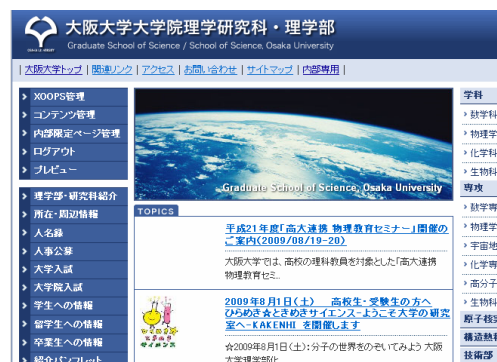 大阪大学大学院理学研究科・理学部
Graduate School of Science / School of Science, Osaka University
| 大阪大学トップ | 関連リンク | アクセス | お問い合わせ | サイトマップ | 内部専用 |
XOOPS管理
コンテンツ管理
内部限定ページ管理
ログアウト
プレビュー
理学部・研究科紹介
所在・周辺情報
人名録
人事公募
大学入試
大学院入試
学生への情報
留学生への情報
卒業生への情報
紹介パンフレット
Graduate School of Science, Osaka University
TOPICS
平成21年度「高大連携 物理教育セミナー」開催の
ご案内(2009/08/19-20)
大阪大学では、高校の理科教員を対象とした「高大連携
物理教育セミ..
2009年8月1日(土) 高校生・受験生の方へ
ひらめき☆ときめきサイエンス-ようこそ大学の研究
室へ-KAKENHI を開催します
☆2009年8月1日(土):分子の世界をのぞいてみよう 大阪
大学理学部化
学科
数学科
物理学
化学科
生物科
専攻
数学専
物理学
宇宙地
化学専
高分子
生物科
原子核実
構造熱科
技術部